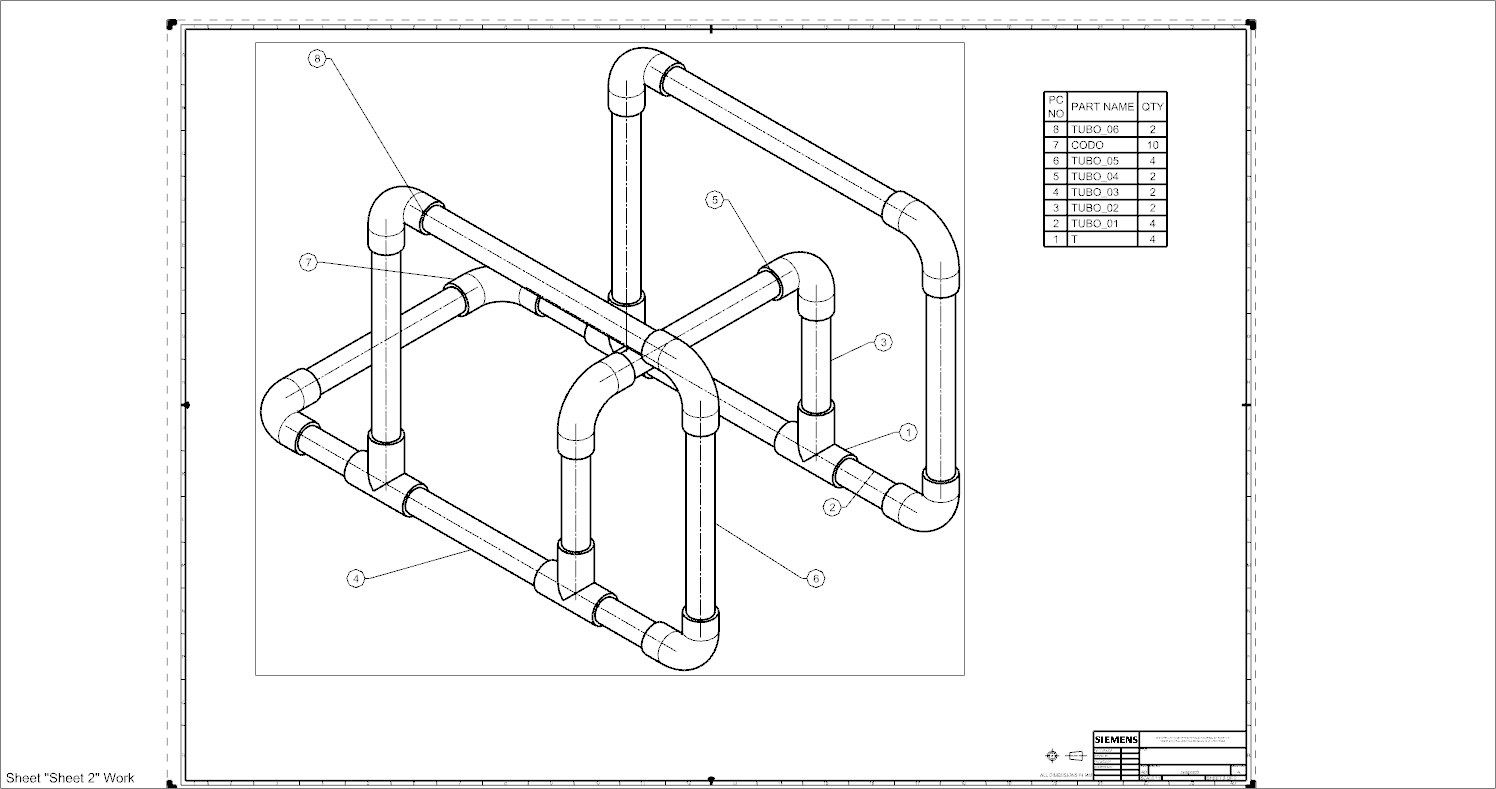 8
7
5
3
1
2
4
6
PC NO PART NAME QTY
8 TUBO_06 2
7 CODO 10
6 TUBO_05 4
5 TUBO_04 2
4 TUBO_03 2
3 TUBO_02 2
2 TUBO_01 4
1 T 4
SIEMENS
ALL DIMENSIONS IN MM
Sheet "Sheet 2" Work